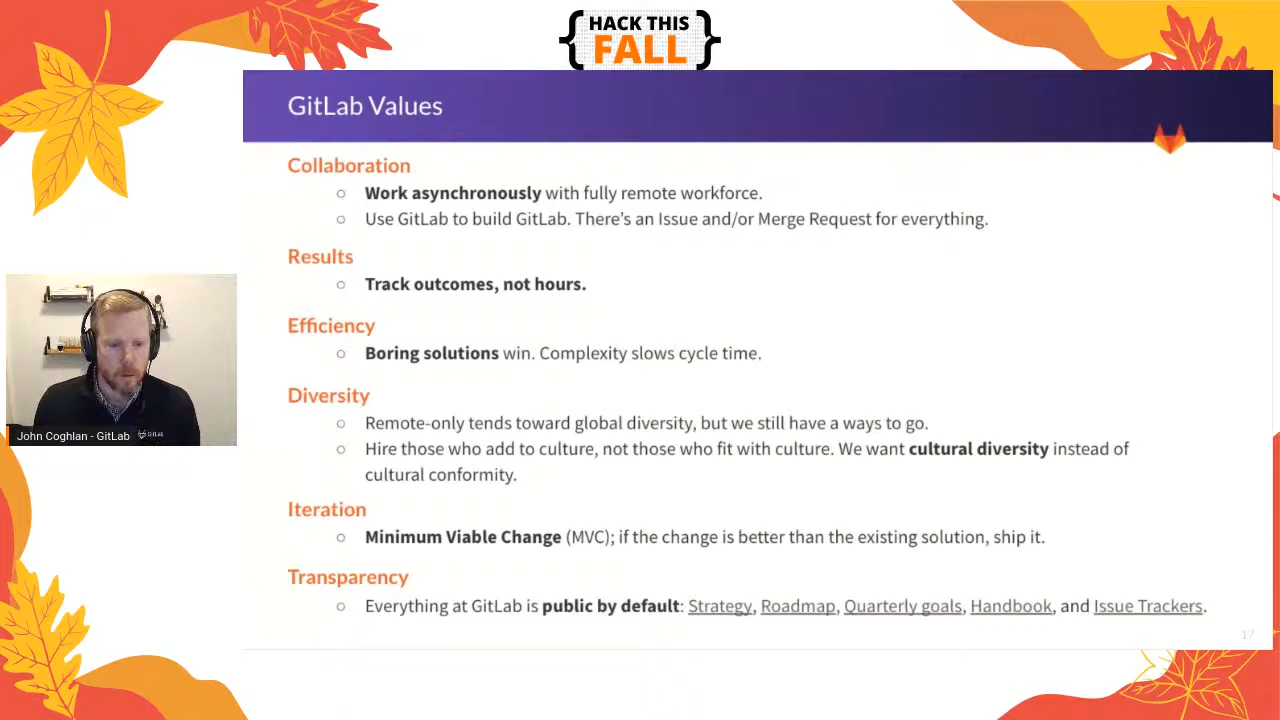 HACK THIS
FALL
GitLab Values
Collaboration
○ Work asynchronously with fully remote workforce.
○ Use GitLab to build GitLab. There’s an Issue and/or Merge Request for everything.
Results
○ Track outcomes, not hours.
Efficiency
○ Boring solutions win. Complexity slows cycle time.
Diversity
○ Remote-only tends toward global diversity, but we still have a ways to go.
○ Hire those who add to culture, not those who fit with culture. We want cultural diversity instead of
cultural conformity.
Iteration
○ Minimum Viable Change (MVC); if the change is better than the existing solution, ship it.
Transparency
○ Everything at GitLab is public by default: Strategy, Roadmap, Quarterly goals, Handbook, and Issue Trackers.
17
John Coghlan - GitLab
GitLab